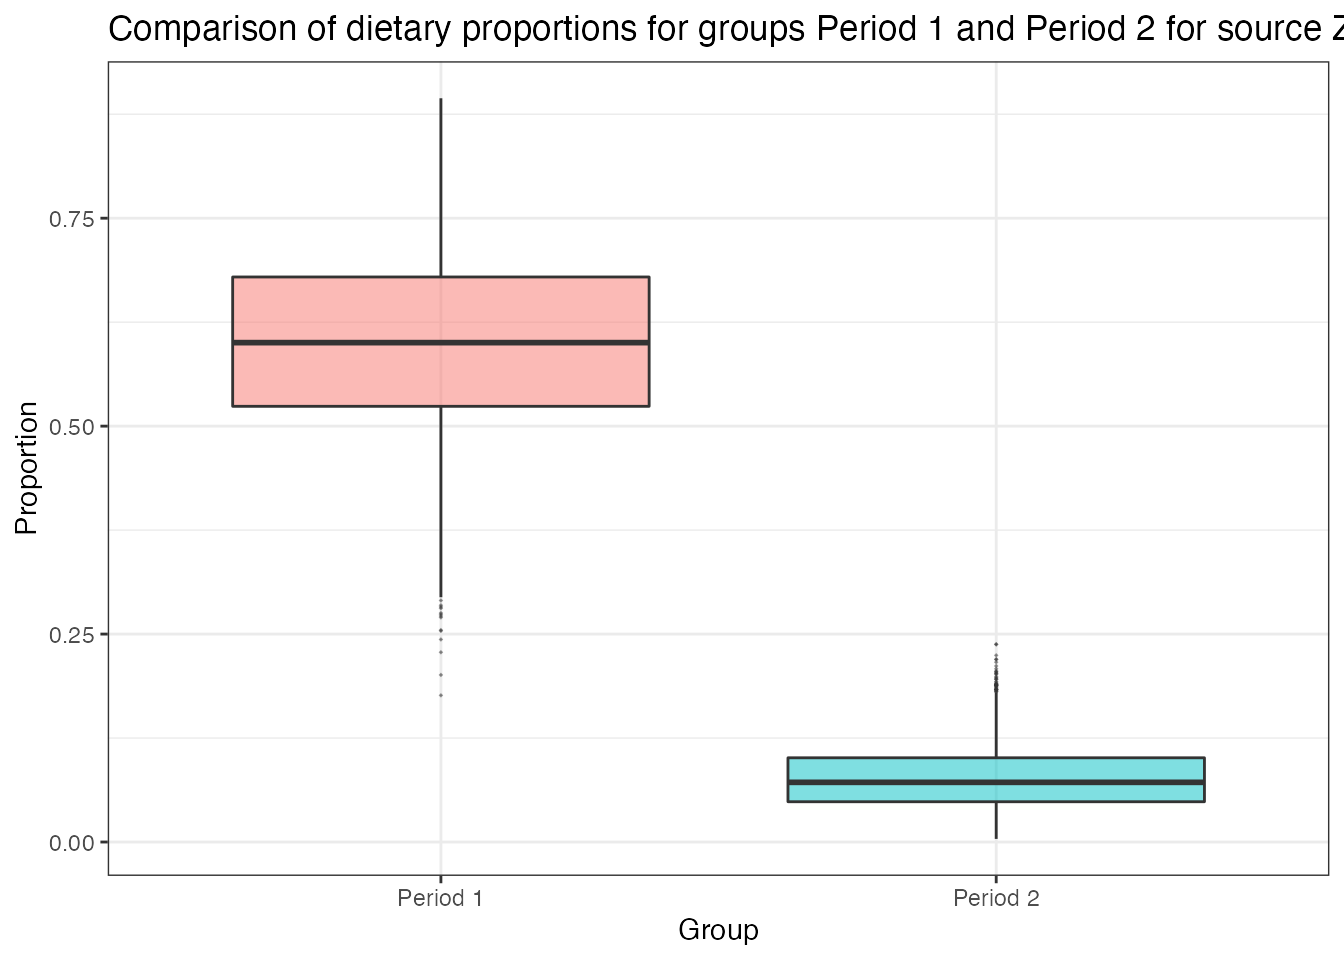 Comparison of dietary proportions for groups Period 1 and Period 2 for source Z
0.75
0.50
0.25
0.00
Proportion
Period 1
Period 2
Group